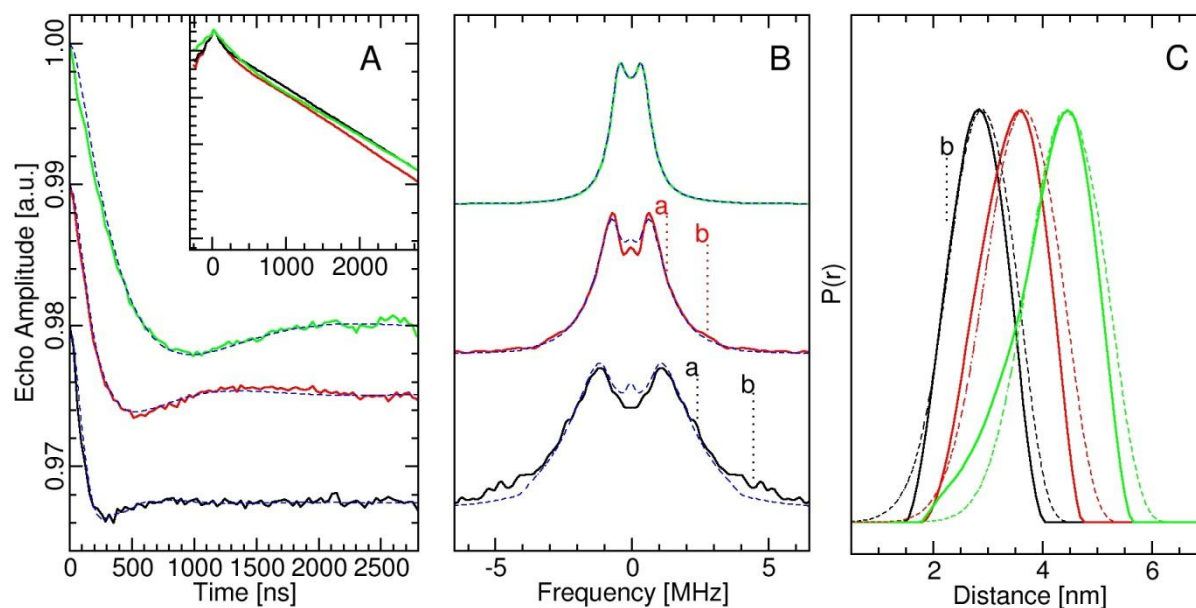 A
B
C
1.00
0.99
0.98
0.97
Echo Amplitude [a.u.]
0 1000 2000
0 500 1000 1500 2000 2500
Time [ns]
a
b
a
b
-5 0 5
Frequency [MHz]
b
P(r)
2 4 6
Distance [nm]